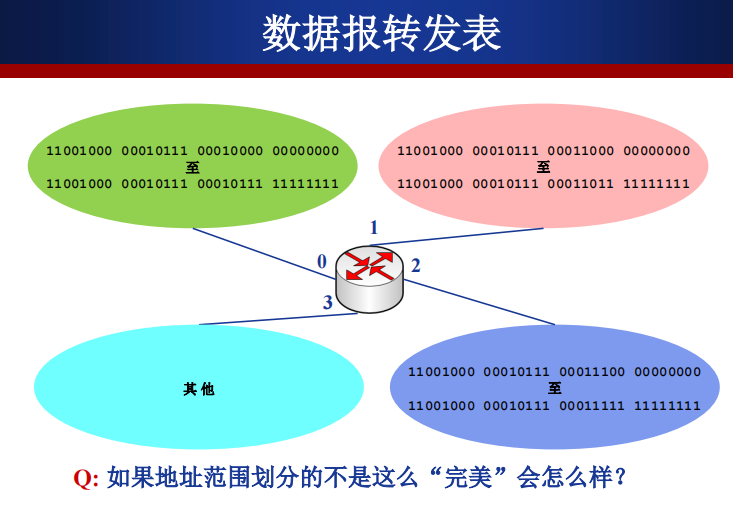 数据报转发表
11001000 00010111 00010000 00000000
至
11001000 00010111 00010111 11111111
11001000 00010111 00011000 00000000
至
11001000 00010111 00011011 11111111
1
0
2
3
其他
11001000 00010111 00011100 00000000
至
11001000 00010111 00011111 11111111
Q: 如果地址范围划分的不是这么“完美”会怎么样?